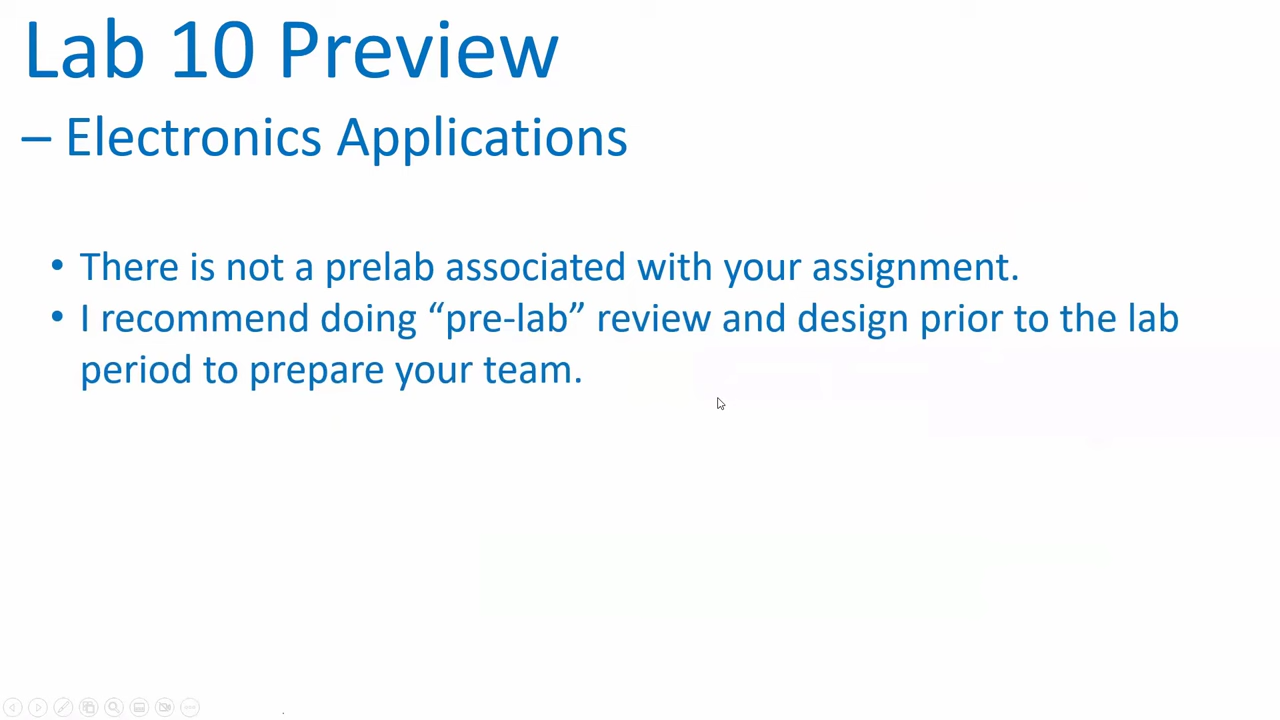 Lab 10 Preview
– Electronics Applications
• There is not a prelab associated with your assignment.
• I recommend doing “pre-lab” review and design prior to the lab
period to prepare your team.